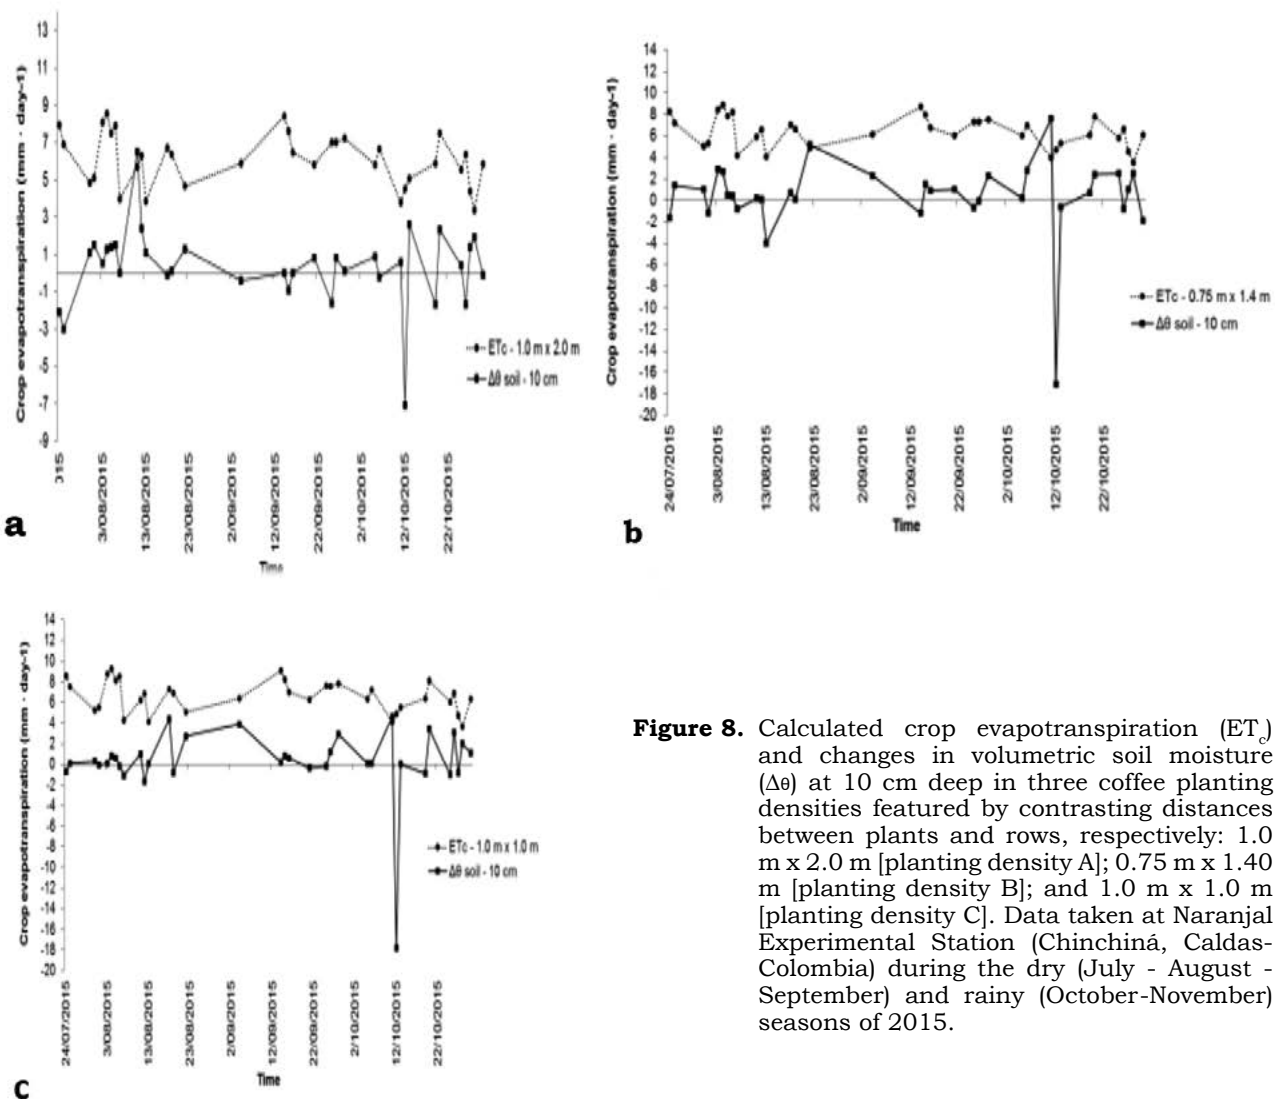 Crop evapotranspiration (mm · day-1)
13
11
9
7
5
3
1
-1
-3
-5
-7
-9
ETc - 1.0 m x 2.0 m
Δθ soil - 10 cm
015
3/08/2015
13/08/2015
23/08/2015
2/09/2015
12/09/2015
22/09/2015
2/10/2015
12/10/2015
22/10/2015
Time
a
Crop evapotranspiration (mm · day-1)
14
12
10
8
6
4
2
0
-2
-4
-6
-8
-10
-12
-14
-16
-18
-20
ETc - 0.75 m x 1.4 m
Δθ soil - 10 cm
24/07/2015
3/08/2015
13/08/2015
23/08/2015
2/09/2015
12/09/2015
22/09/2015
2/10/2015
12/10/2015
22/10/2015
Time
b
Crop evapotranspiration (mm · day-1)
14
12
10
8
6
4
2
0
-2
-4
-6
-8
-10
-12
-14
-16
-18
-20
ETc - 1.0 m x 1.0 m
Δθ soil - 10 cm
24/07/2015
3/08/2015
13/08/2015
23/08/2015
2/09/2015
12/09/2015
22/09/2015
2/10/2015
12/10/2015
22/10/2015
Time
c
Figure 8. Calculated crop evapotranspiration (ETc)
and changes in volumetric soil moisture
(Δθ) at 10 cm deep in three coffee planting
densities featured by contrasting distances
between plants and rows, respectively: 1.0
m x 2.0 m [planting density A]; 0.75 m x 1.40
m [planting density B]; and 1.0 m x 1.0 m
[planting density C]. Data taken at Naranjal
Experimental Station (Chinchiná, Caldas-
Colombia) during the dry (July - August -
September) and rainy (October-November)
seasons of 2015.